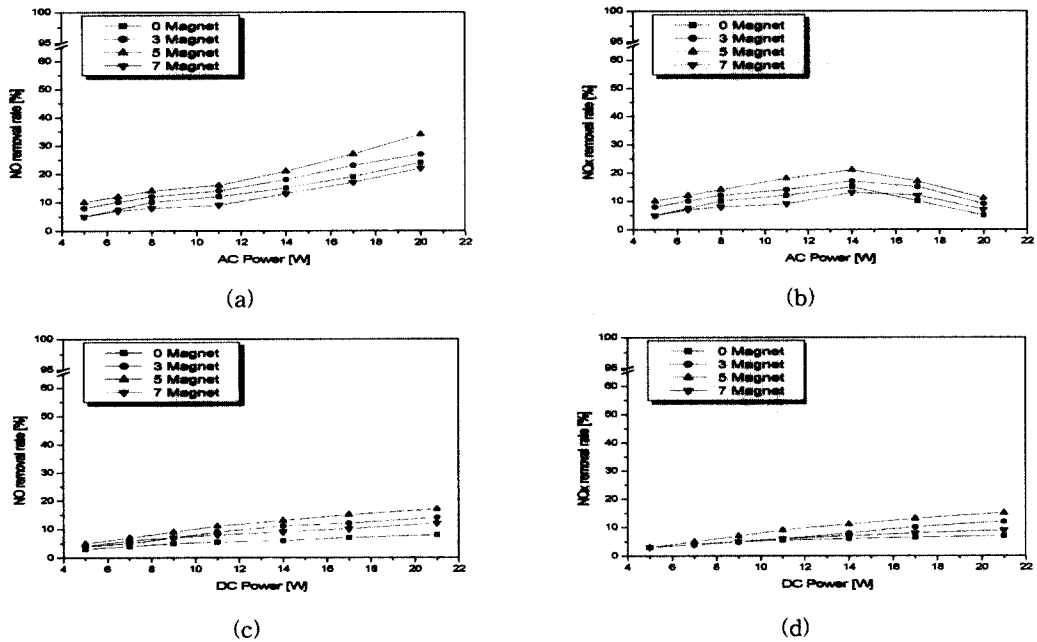 100
95
60
50
40
30
20
10
0
NO removal rate [%]
0 Magnet
3 Magnet
5 Magnet
7 Magnet
4 6 8 10 12 14 16 18 20 22
AC Power [W]
(a)
100
95
60
50
40
30
20
10
0
NOx removal rate [%]
0 Magnet
3 Magnet
5 Magnet
7 Magnet
4 6 8 10 12 14 16 18 20 22
AC Power [W]
(b)
100
95
60
50
40
30
20
10
0
NO removal rate [%]
0 Magnet
3 Magnet
5 Magnet
7 Magnet
4 6 8 10 12 14 16 18 20 22
DC Power [W]
(c)
100
95
60
50
40
30
20
10
0
NOx removal rate [%]
0 Magnet
3 Magnet
5 Magnet
7 Magnet
4 6 8 10 12 14 16 18 20 22
DC Power [W]
(d)